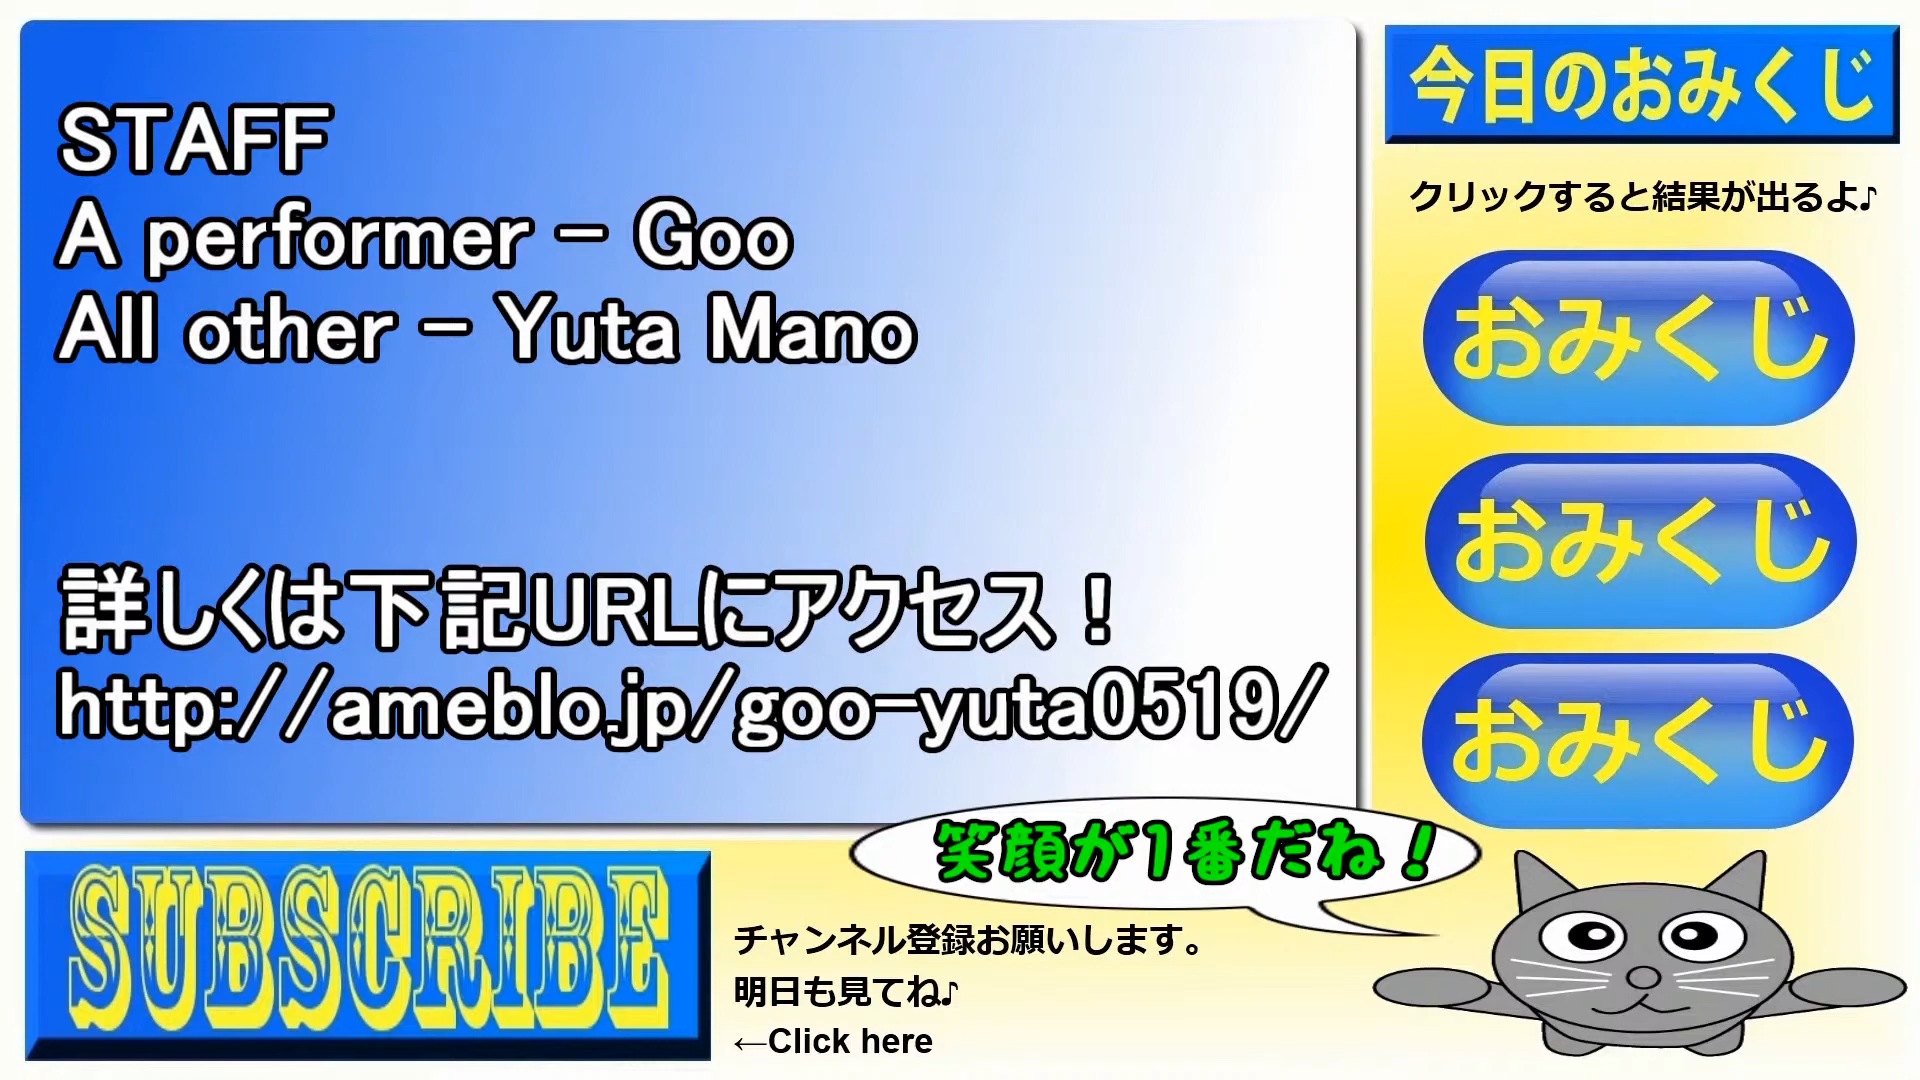 STAFF
A performer - Goo
All other - Yuta Mano
詳しくは下記URLにアクセス！
http://ameblo.jp/goo-yuta0519/
今日のおみくじ
クリックすると結果が出るよ♪
おみくじ
おみくじ
おみくじ
笑顔が1番だね！
SUBSCRIBE
チャンネル登録お願いします。
明日も見てね♪
←Click here